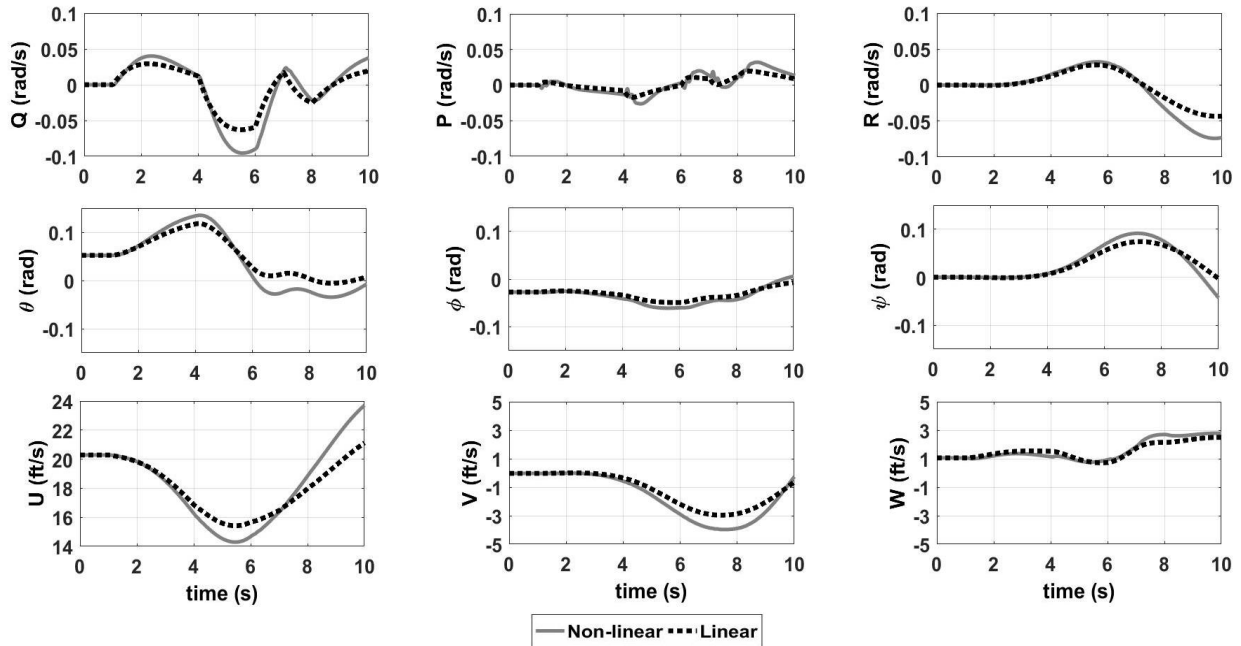 0.1 0.1 0.1
Q (rad/s) 0.05 P (rad/s) 0.05 R (rad/s) 0.05
0 0 0
-0.05 -0.05 -0.05
-0.1 -0.1 -0.1
0 2 4 6 8 10 0 2 4 6 8 10 0 2 4 6 8 10
θ (rad) 0.1 ϕ (rad) 0.1 ψ (rad) 0.1
0 0 0
-0.1 -0.1 -0.1
0 2 4 6 8 10 0 2 4 6 8 10 0 2 4 6 8 10
24 5 5
22 3 3
U (ft/s) 20 V (ft/s) 1 W (ft/s) 1
18 -1 -1
16 -3 -3
14 -5 -5
0 2 4 6 8 10 0 2 4 6 8 10 0 2 4 6 8 10
time (s) time (s) time (s)
Non-linear Linear